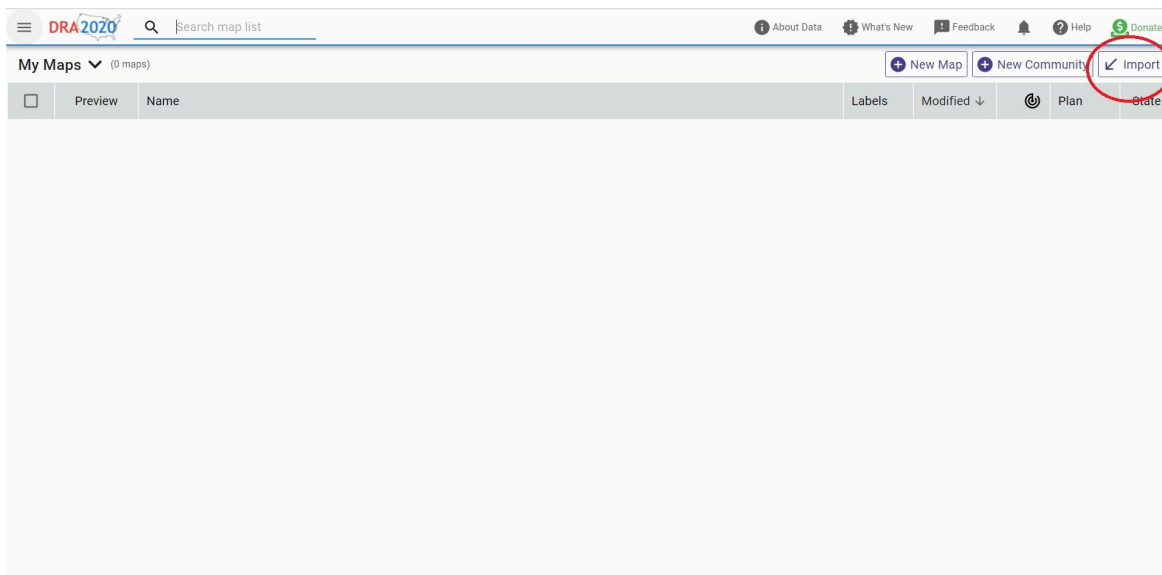 DRA2020 Search map list About Data What's New Feedback Help Donate
My Maps (0 maps) New Map New Community Import
Preview Name Labels Modified Plan State